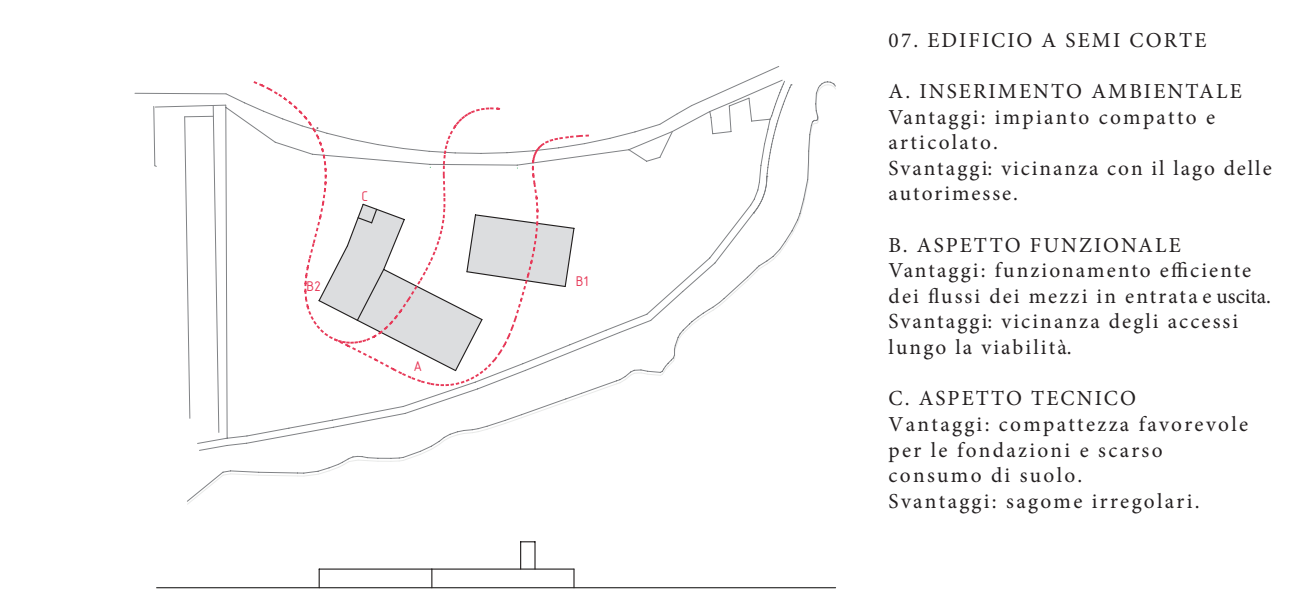 07. EDIFICIO A SEMI CORTE
A. INSERIMENTO AMBIENTALE
Vantaggi: impianto compatto e
articolato.
Svantaggi: vicinanza con il lago delle
autorimesse.
B. ASPETTO FUNZIONALE
Vantaggi: funzionamento efficiente
dei flussi dei mezzi in entrata e uscita.
Svantaggi: vicinanza degli accessi
lungo la viabilità.
C. ASPETTO TECNICO
Vantaggi: compattezza favorevole
per le fondazioni e scarso
consumo di suolo.
Svantaggi: sagome irregolari.
C
B2
B1
A